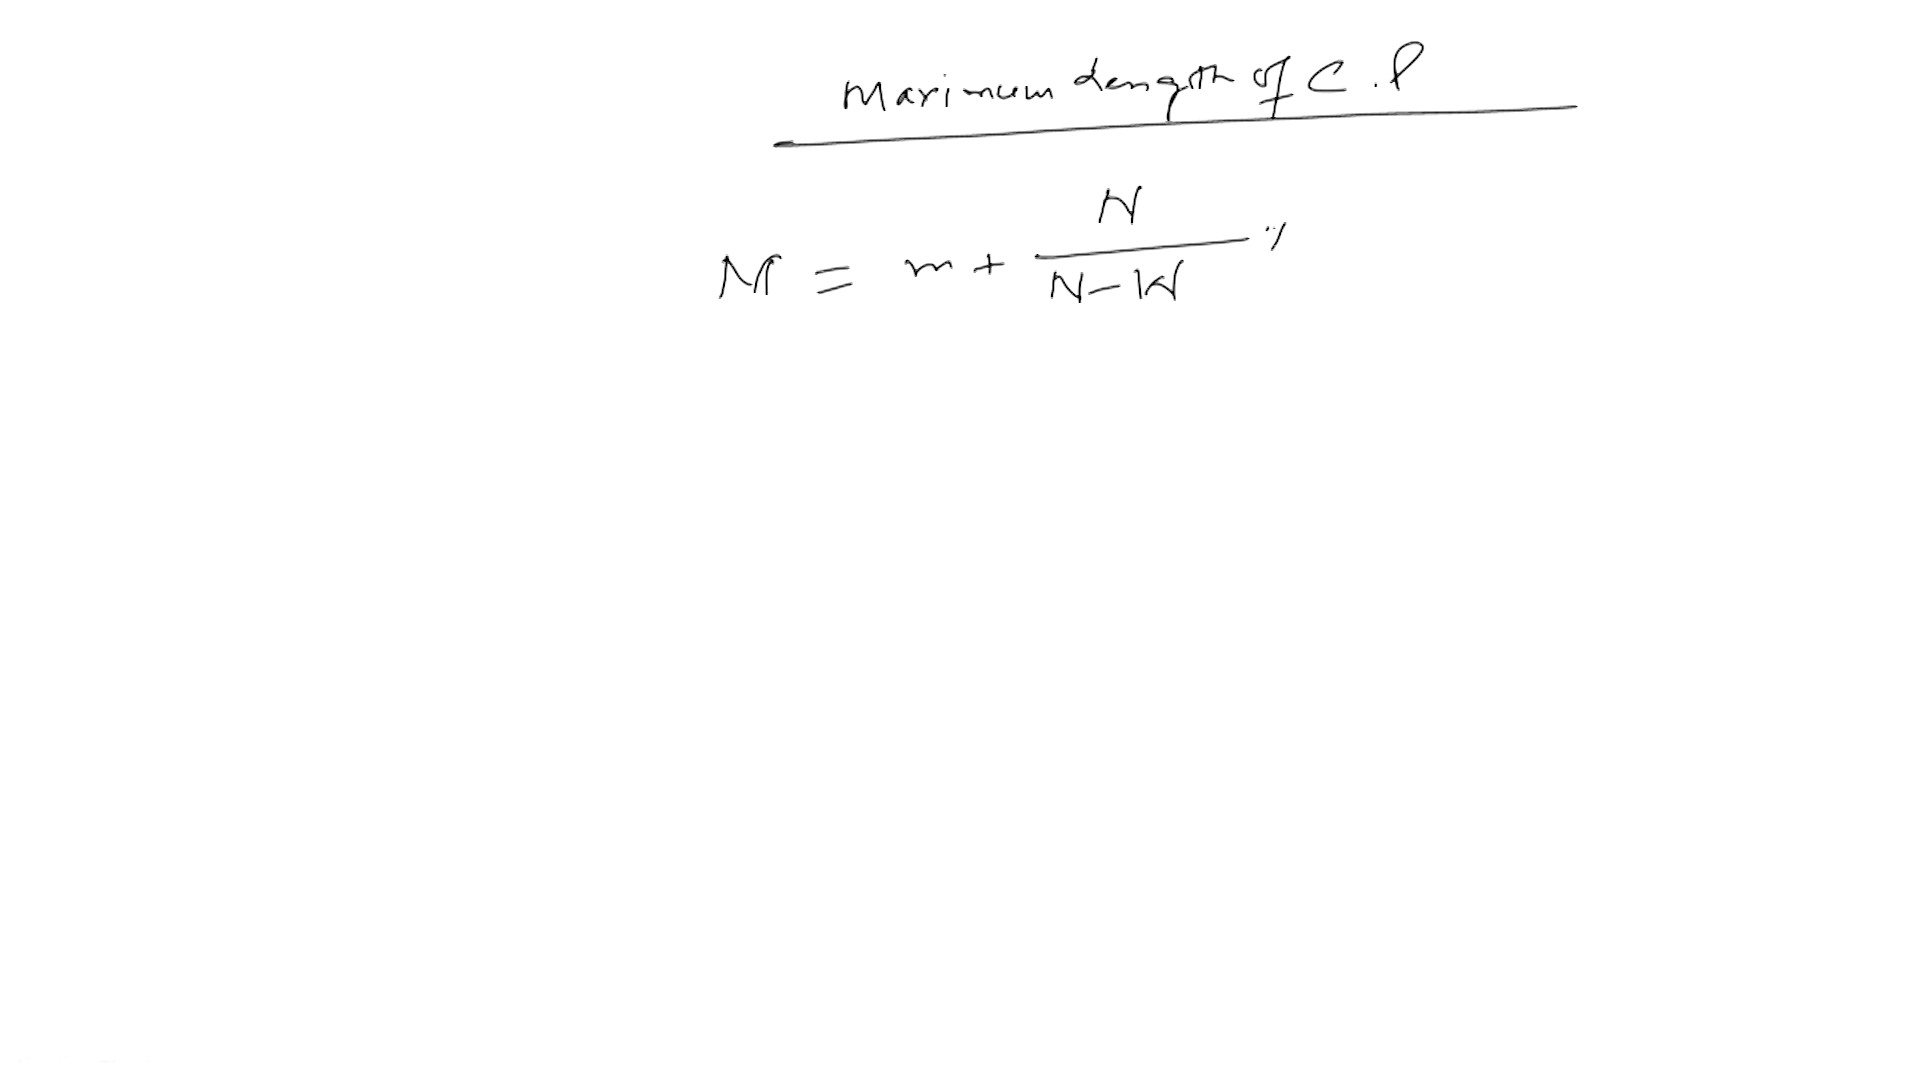 Maximum Length of C.P
M = m + N / N - W